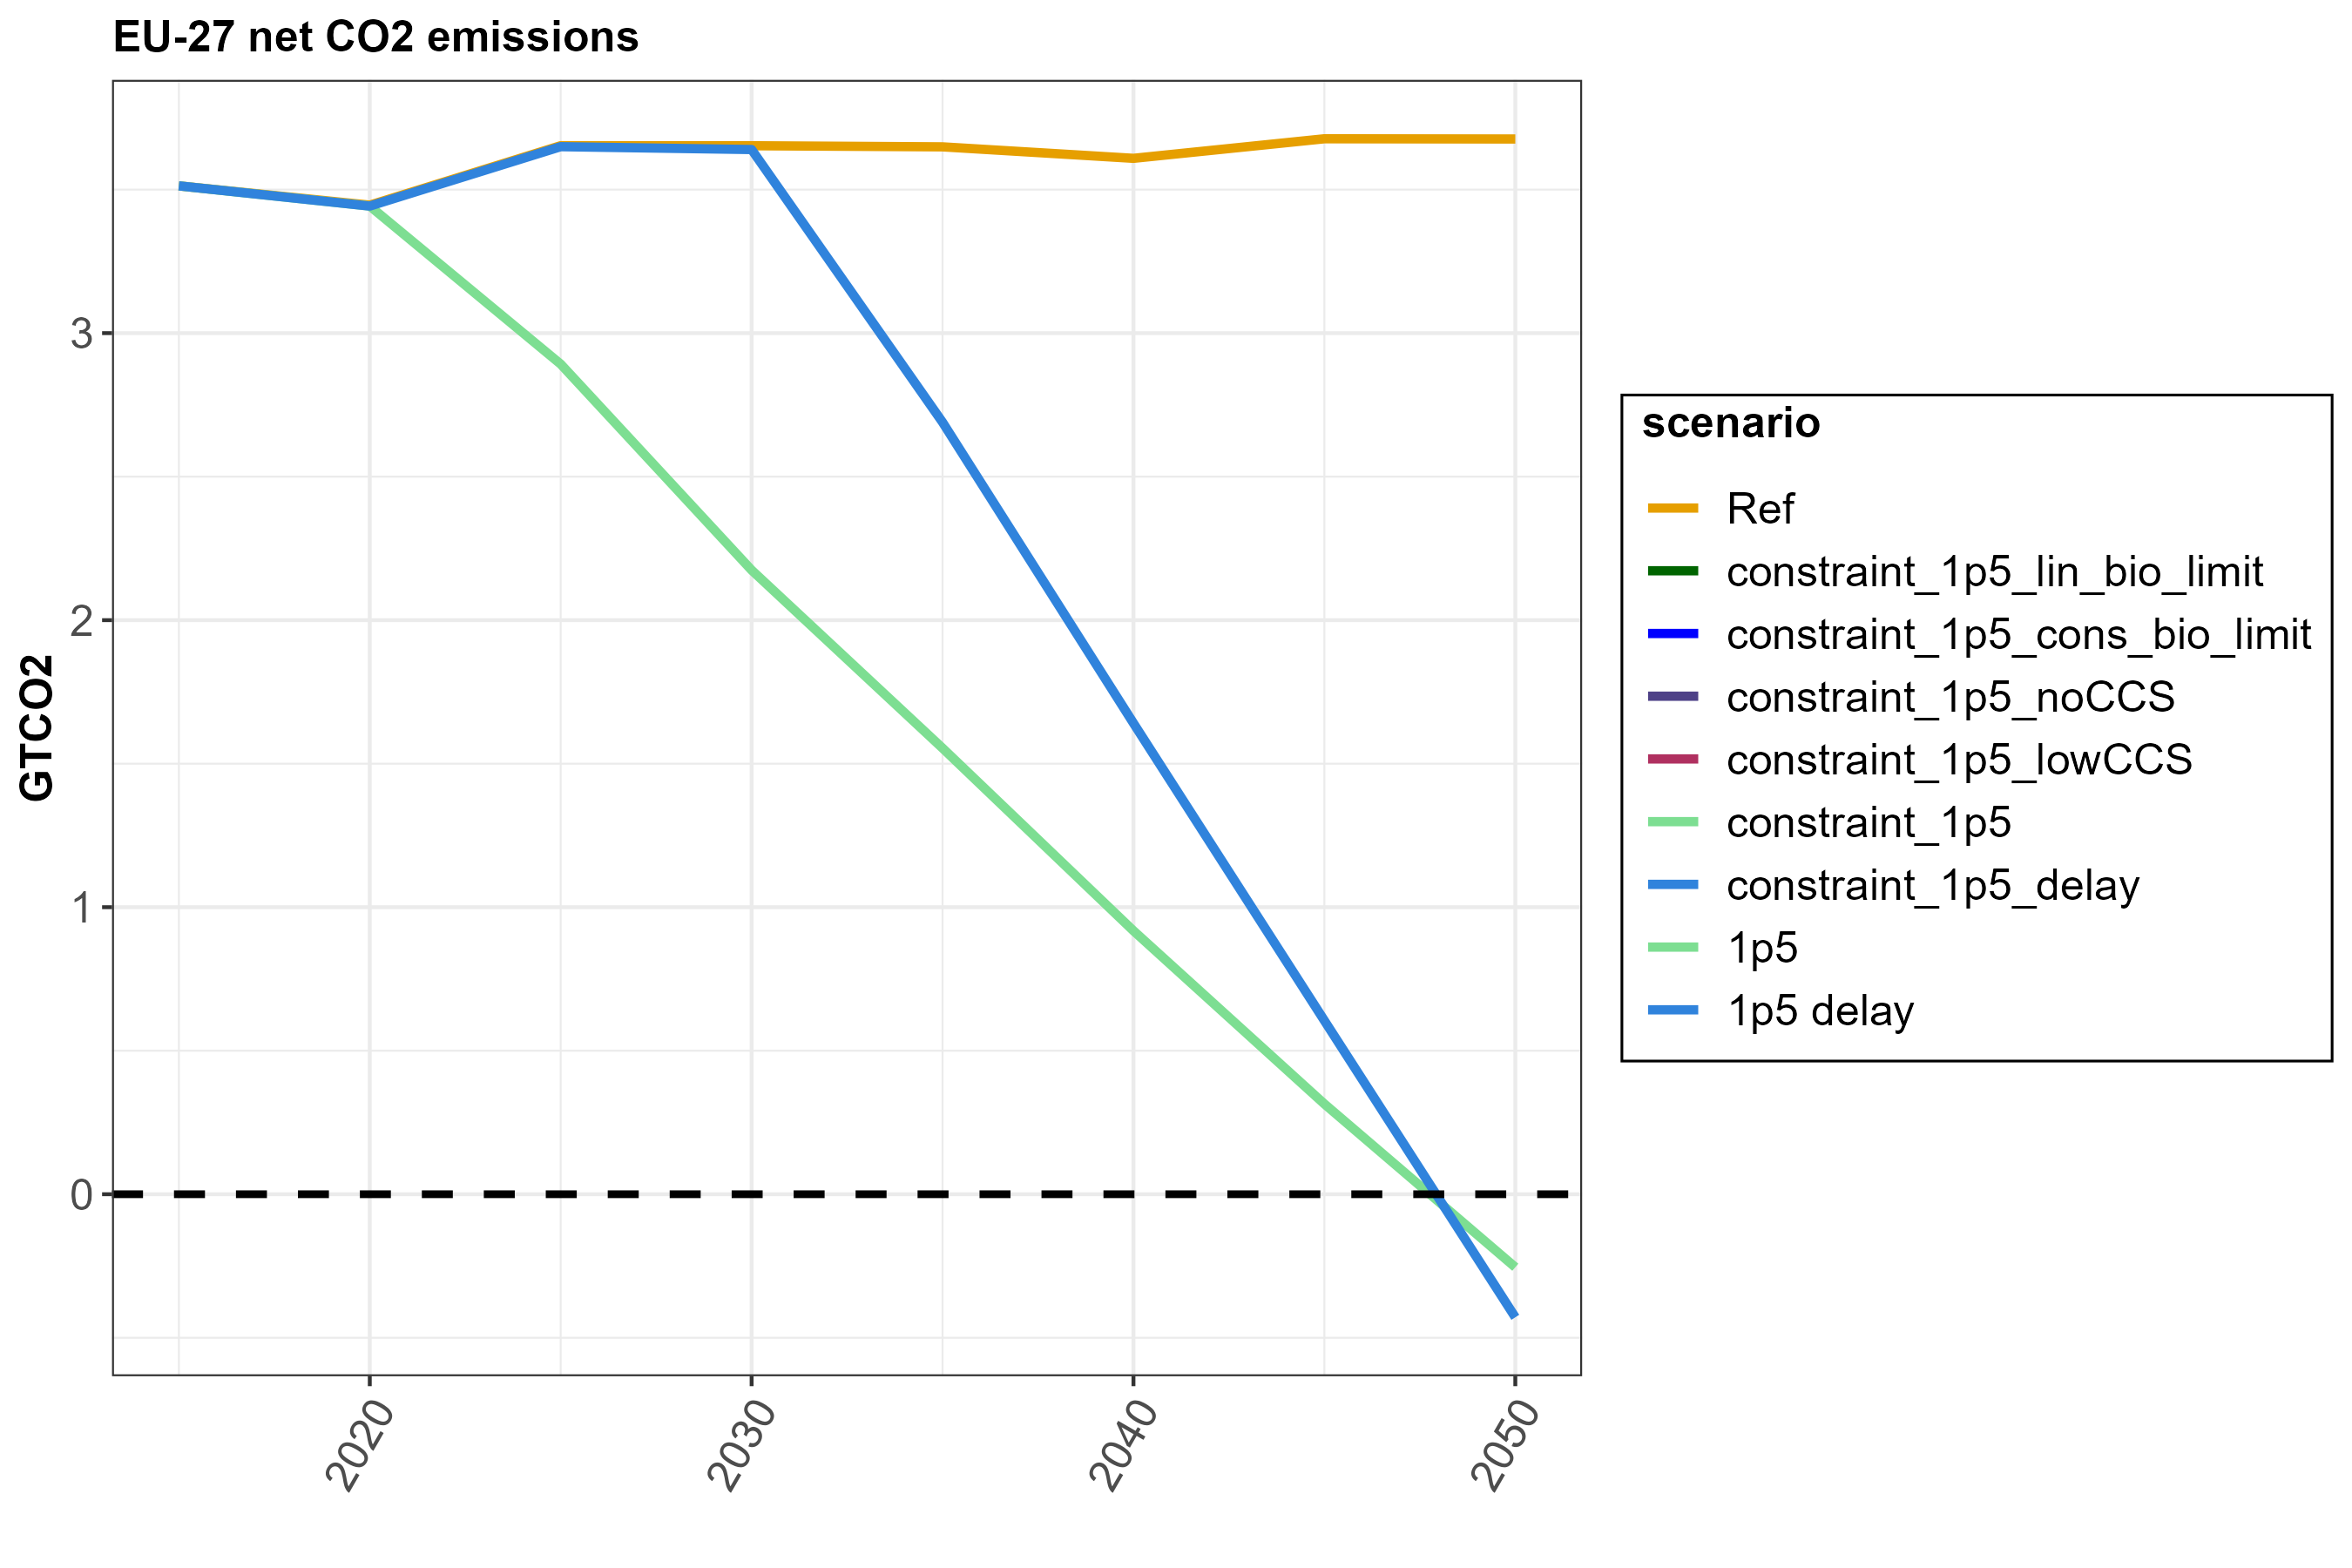 EU-27 net CO2 emissions
GTCO2
3
2
1
0
2020
2030
2040
2050
scenario
Ref
constraint_1p5_lin_bio_limit
constraint_1p5_cons_bio_limit
constraint_1p5_noCCS
constraint_1p5_lowCCS
constraint_1p5
constraint_1p5_delay
1p5
1p5 delay